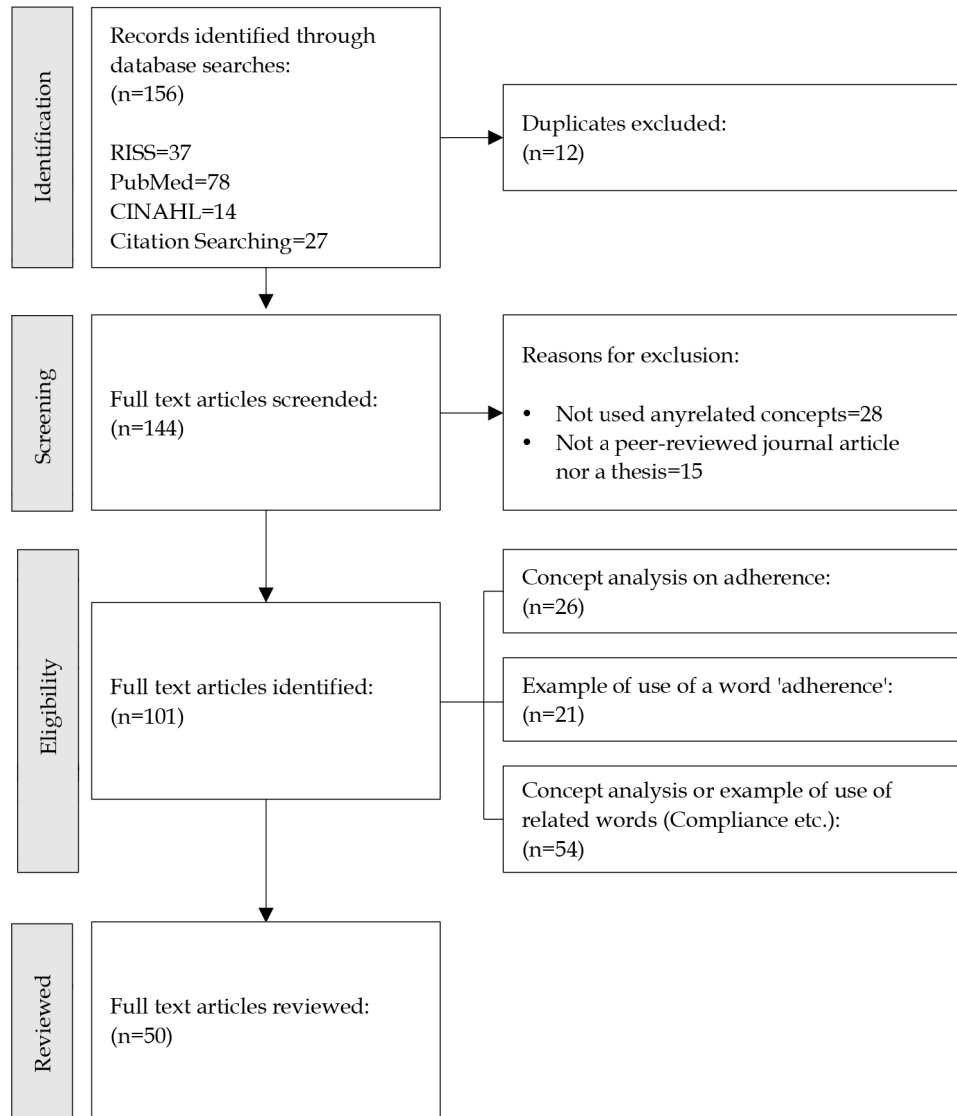 Identification
Records identified through
database searches:
(n=156)
RISS=37
PubMed=78
CINAHL=14
Citation Searching=27
Duplicates excluded:
(n=12)
Screening
Full text articles screended:
(n=144)
Reasons for exclusion:
• Not used anyrelated concepts=28
• Not a peer-reviewed journal article
nor a thesis=15
Eligibility
Full text articles identified:
(n=101)
Concept analysis on adherence:
(n=26)
Example of use of a word 'adherence':
(n=21)
Concept analysis or example of use of
related words (Compliance etc.):
(n=54)
Reviewed
Full text articles reviewed:
(n=50)